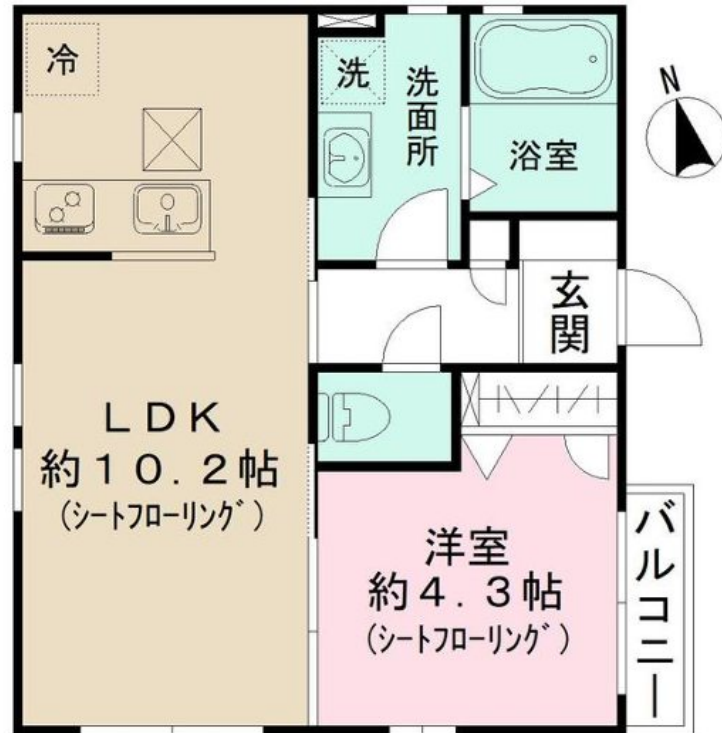 冷
洗
洗面所
浴室
N
玄関
LDK
約10.2帖
(シートフローリング)
洋室
約4.3帖
(シートフローリング)
バルコニー